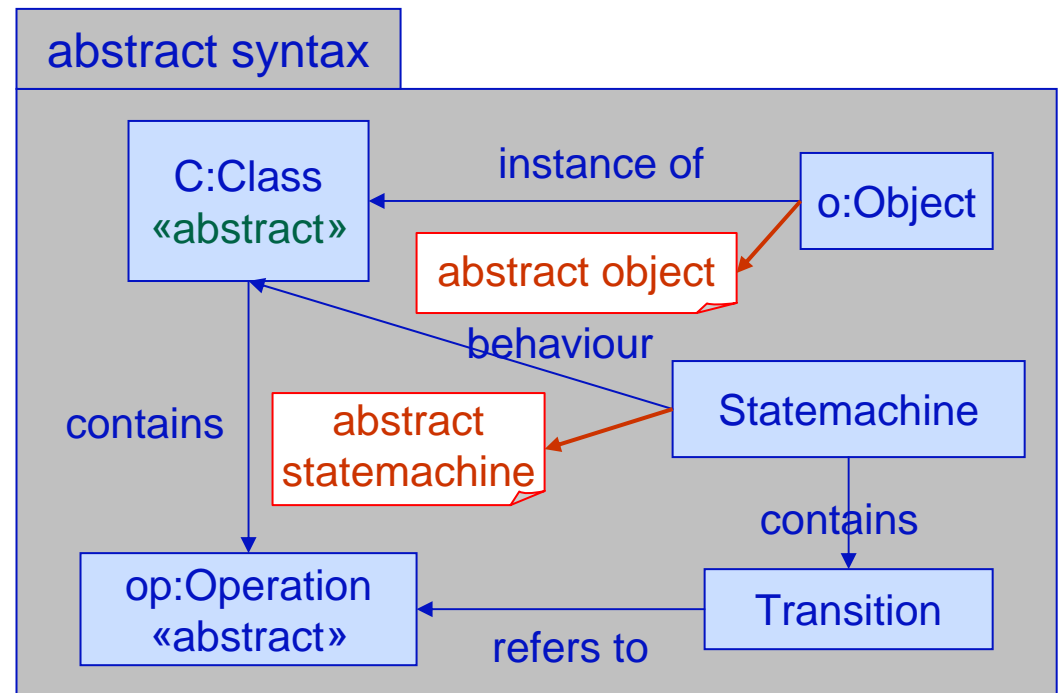 abstract syntax
C:Class
«abstract»
instance of
o:Object
abstract object
behaviour
contains
abstract
statemachine
Statemachine
contains
op:Operation
«abstract»
refers to
Transition